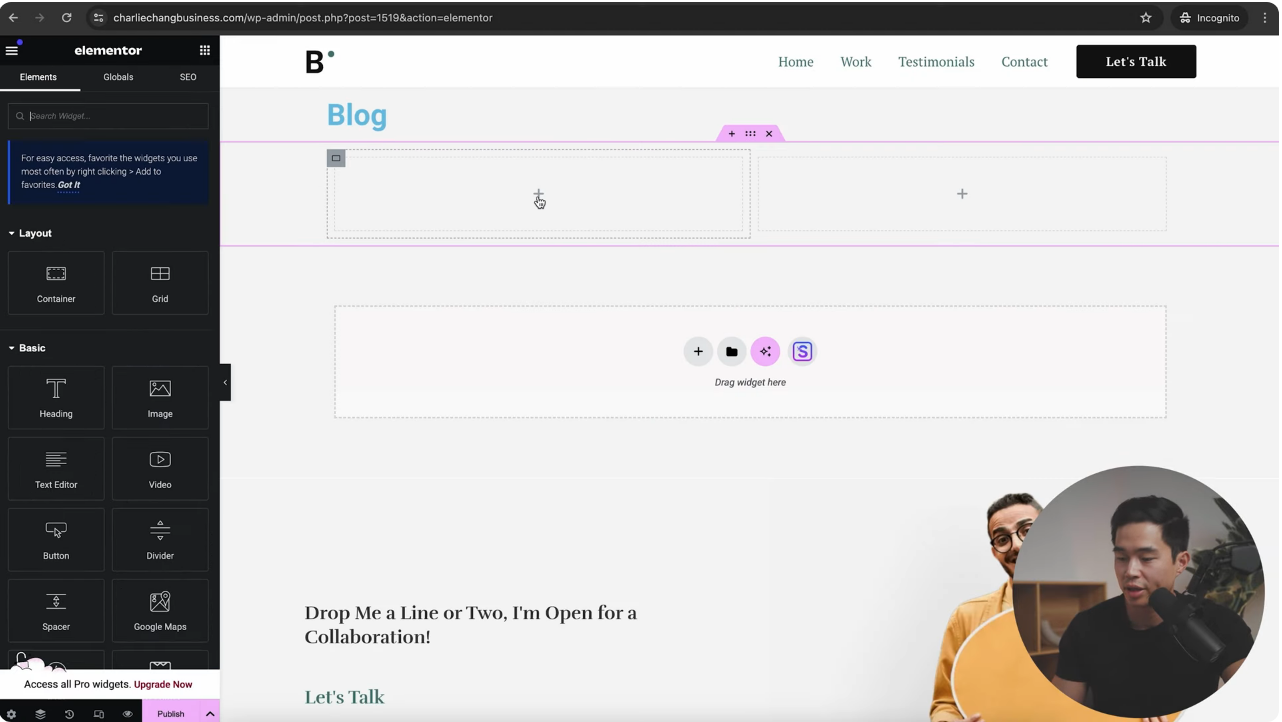 charliechangbusiness.com/wp-admin/post.php?post=1519&action=elementor
Incognito
elementor
Elements
Globals
SEO
Search Widget...
For easy access, favorite the widgets you use
most often by right clicking > Add to
favorites. Got It
Layout
Container
Grid
Basic
Heading
Image
Text Editor
Video
Button
Divider
Spacer
Google Maps
Access all Pro widgets. Upgrade Now
Publish
B
Home
Work
Testimonials
Contact
Let's Talk
Blog
S
Drag widget here
Drop Me a Line or Two, I'm Open for a
Collaboration!
Let's Talk